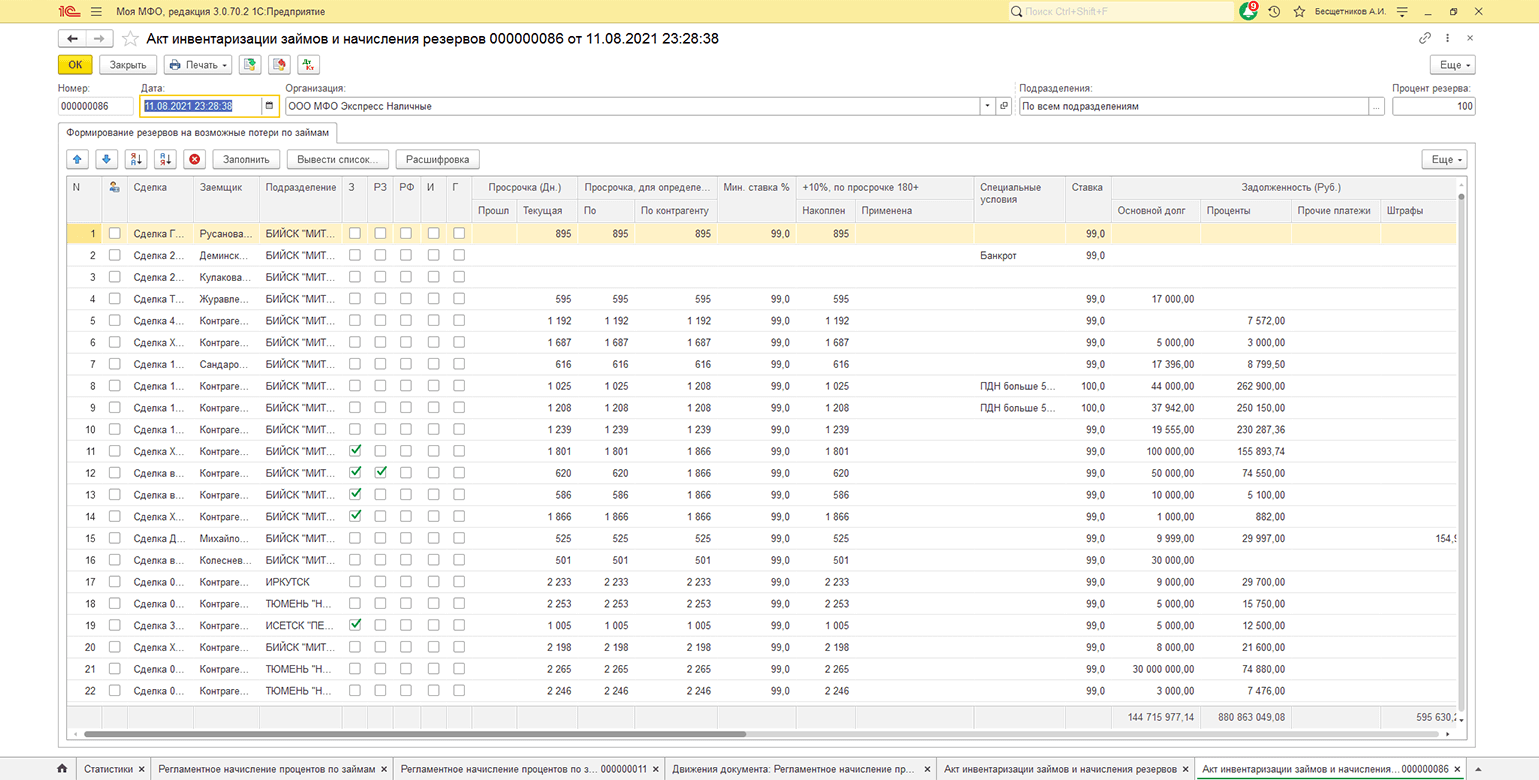 1С Моя МФО, редакция 3.0.70.2 1С:Предприятие Поиск Ctrl+Shift+F 9 Бесщетников А.И.
Акт инвентаризации займов и начисления резервов 000000086 от 11.08.2021 23:28:38
ОК Закрыть Печать Дт Кт Еще
Номер: Дата: Организация: Подразделения: Процент резерва:
000000086 11.08.2021 23:28:38 ООО МФО Экспресс Наличные По всем подразделениям ... 100
Формирование резервов на возможные потери по займам
Я А А Я Заполнить Вывести список... Расшифровка Еще
N Сделка Заемщик Подразделение З РЗ РФ И Г Просрочка (Дн.) Просрочка, для определе... Мин. ставка % +10%, по просрочке 180+ Специальные условия Ставка Задолженность (Руб.)
Прошл Текущая По По контрагенту Накоплен Применена Основной долг Проценты Прочие платежи Штрафы
1 Сделка Г... Русанова... БИЙСК "МИТ... 895 895 895 99,0 895 99,0
2 Сделка 2... Деминск... БИЙСК "МИТ... Банкрот 99,0
3 Сделка 2... Кулакова... БИЙСК "МИТ...
4 Сделка Т... Журавле... БИЙСК "МИТ... 595 595 595 99,0 595 99,0 17 000,00
5 Сделка 4... Контраге... БИЙСК "МИТ... 1 192 1 192 1 192 99,0 1 192 99,0 7 572,00
6 Сделка Х... Контраге... БИЙСК "МИТ... 1 687 1 687 1 687 99,0 1 687 99,0 5 000,00 3 000,00
7 Сделка 1... Сандаро... БИЙСК "МИТ... 616 616 616 99,0 616 99,0 17 396,00 8 799,50
8 Сделка 1... Контраге... БИЙСК "МИТ... 1 025 1 025 1 208 99,0 1 025 ПДН больше 5... 100,0 44 000,00 262 900,00
9 Сделка 1... Контраге... БИЙСК "МИТ... 1 208 1 208 1 208 99,0 1 208 ПДН больше 5... 100,0 37 942,00 250 150,00
10 Сделка 1... Контраге... БИЙСК "МИТ... 1 239 1 239 1 239 99,0 1 239 99,0 19 555,00 230 287,36
11 Сделка Х... Контраге... БИЙСК "МИТ... 1 801 1 801 1 866 99,0 1 801 99,0 100 000,00 155 893,74
12 Сделка в... Контраге... БИЙСК "МИТ... 620 620 1 866 99,0 620 99,0 50 000,00 74 550,00
13 Сделка в... Контраге... БИЙСК "МИТ... 586 586 1 866 99,0 586 99,0 10 000,00 5 100,00
14 Сделка Х... Контраге... БИЙСК "МИТ... 1 866 1 866 1 866 99,0 1 866 99,0 1 000,00 882,00
15 Сделка Д... Михайло... БИЙСК "МИТ... 525 525 525 99,0 525 99,0 9 999,00 29 997,00 154,9
16 Сделка в... Колеснев... БИЙСК "МИТ... 501 501 501 99,0 501 99,0 30 000,00
17 Сделка 0... Контраге... ИРКУТСК 2 233 2 233 2 233 99,0 2 233 99,0 9 000,00 29 700,00
18 Сделка 0... Контраге... ТЮМЕНЬ "Н... 2 253 2 253 2 253 99,0 2 253 99,0 5 000,00 15 750,00
19 Сделка 3... Контраге... ИСЕТСК "ПЕ... 1 005 1 005 1 005 99,0 1 005 99,0 5 000,00 12 500,00
20 Сделка Х... Контраге... БИЙСК "МИТ... 2 198 2 198 2 198 99,0 2 198 99,0 8 000,00 21 600,00
21 Сделка 0... Контраге... ТЮМЕНЬ "Н... 2 265 2 265 2 265 99,0 2 265 99,0 30 000 000,00 74 880,00
22 Сделка 0... Контраге... ТЮМЕНЬ "Н... 2 246 2 246 2 246 99,0 2 246 99,0 3 000,00 7 476,00
144 715 977,14 880 863 049,08 595 630,2
Статистики Регламентное начисление процентов по займам Регламентное начисление процентов по з... 000000011 Движения документа: Регламентное начисление пр... Акт инвентаризации займов и начисления резервов Акт инвентаризации займов и начисления... 000000086